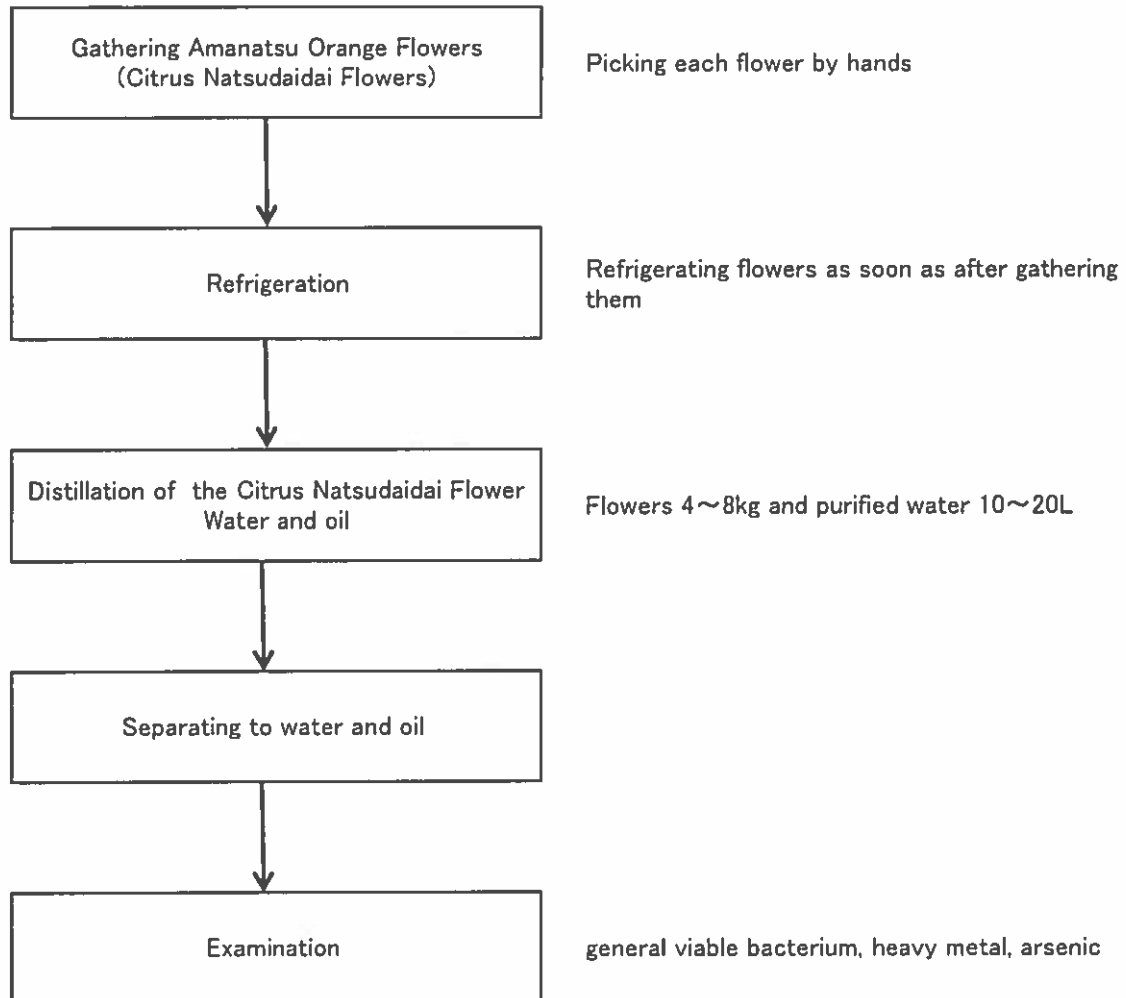 Gathering Amanatsu Orange Flowers
(Citrus Natsudaidai Flowers)
Picking each flower by hands
Refrigeration
Refrigerating flowers as soon as after gathering
them
Distillation of the Citrus Natsudaidai Flower
Water and oil
Flowers 4～8kg and purified water 10～20L
Separating to water and oil
Examination
general viable bacterium, heavy metal, arsenic